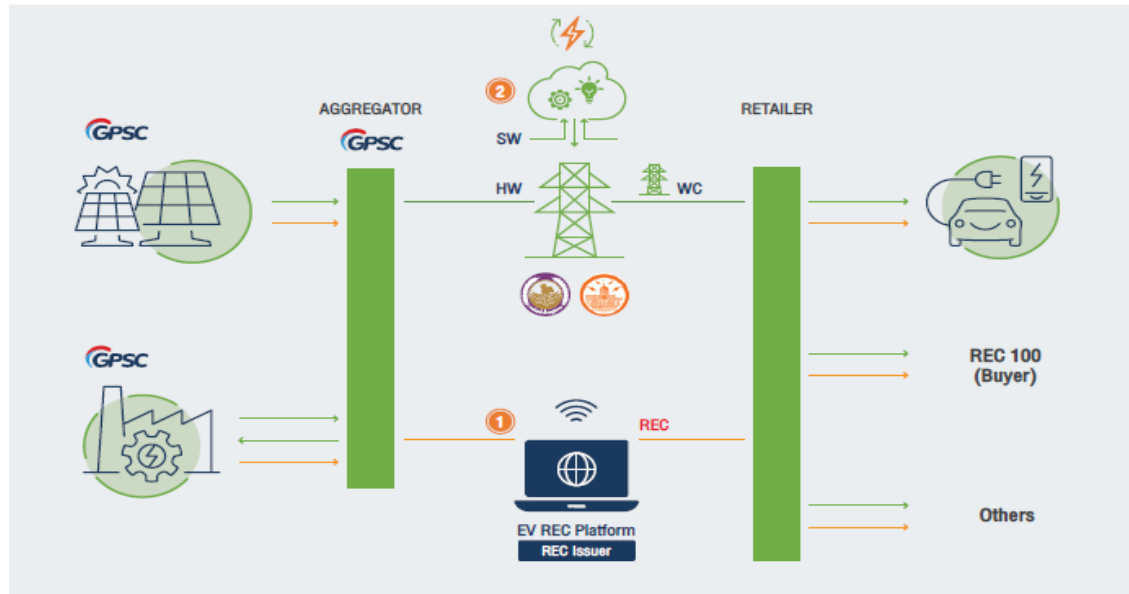 2
AGGREGATOR
RETAILER
GPSC
GPSC
SW
HW
WC
GPSC
REC 100
(Buyer)
1
REC
EV REC Platform
REC Issuer
Others